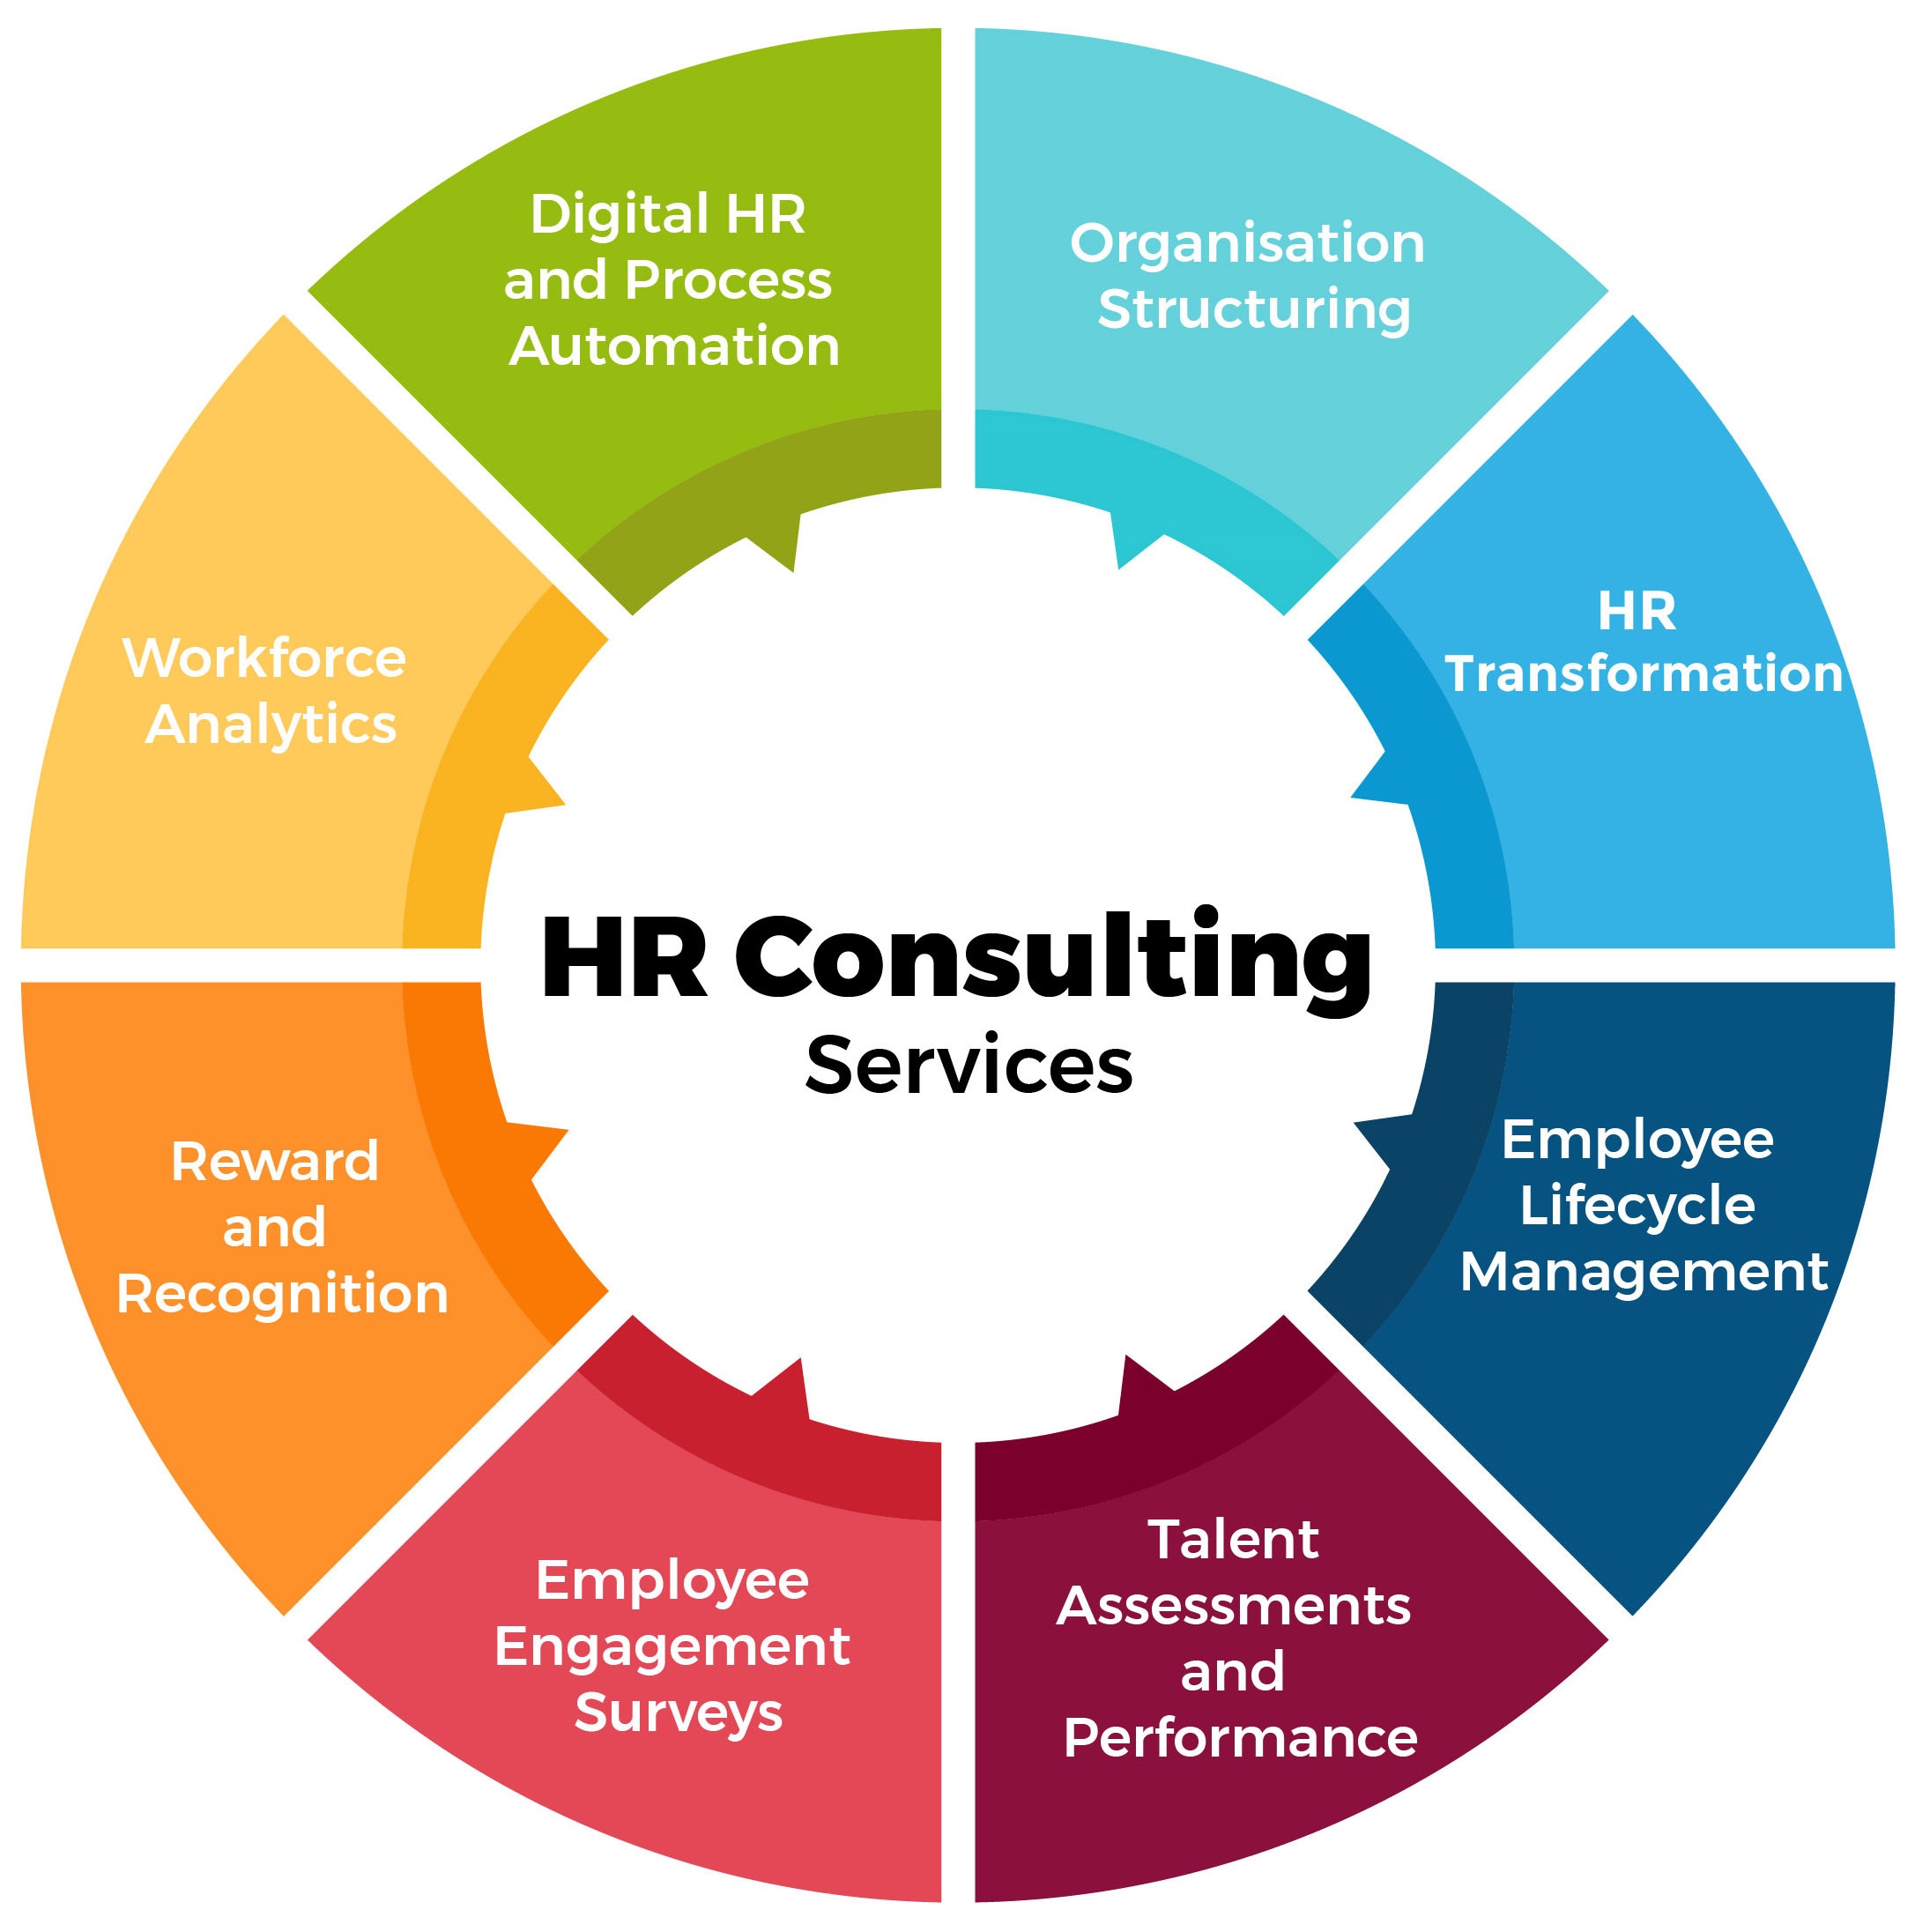 Digital HR
and Process
Automation
Organisation
Structuring
HR
Transformation
Workforce
Analytics
HR Consulting
Services
Employee
Lifecycle
Management
Reward
and
Recognition
Talent
Assessments
and
Performance
Employee
Engagement
Surveys